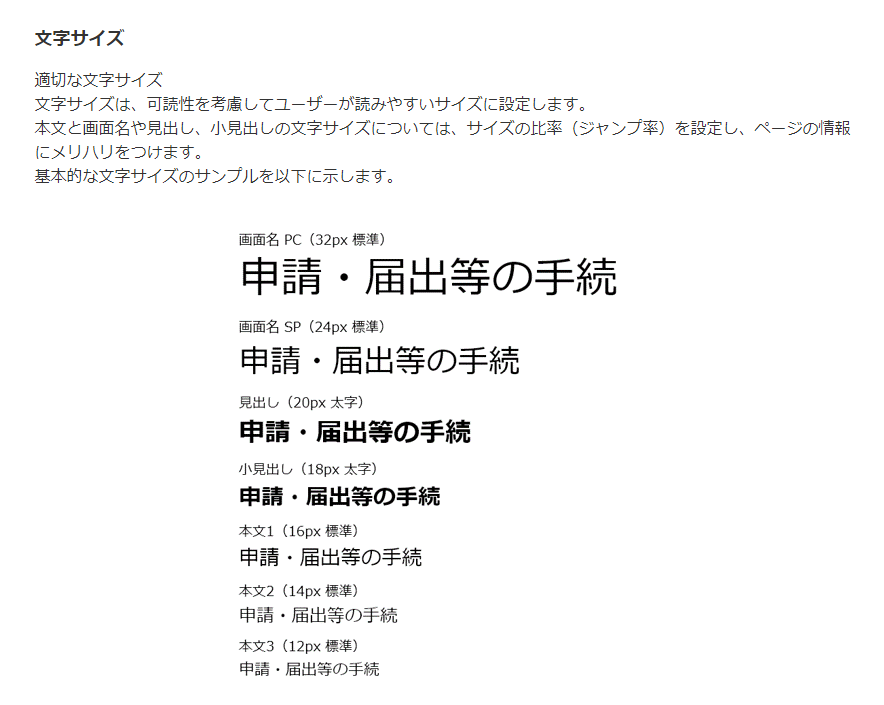 文字サイズ
適切な文字サイズ
文字サイズは、可読性を考慮してユーザーが読みやすいサイズに設定します。
本文と画面名や見出し、小見出しの文字サイズについては、サイズの比率（ジャンプ率）を設定し、ページの情報
にメリハリをつけます。
基本的な文字サイズのサンプルを以下に示します。
画面名 PC（32px 標準）
申請・届出等の手続
画面名 SP（24px 標準）
申請・届出等の手続
見出し（20px 太字）
申請・届出等の手続
小見出し（18px 太字）
申請・届出等の手続
本文1（16px 標準）
申請・届出等の手続
本文2（14px 標準）
申請・届出等の手続
本文3（12px 標準）
申請・届出等の手続